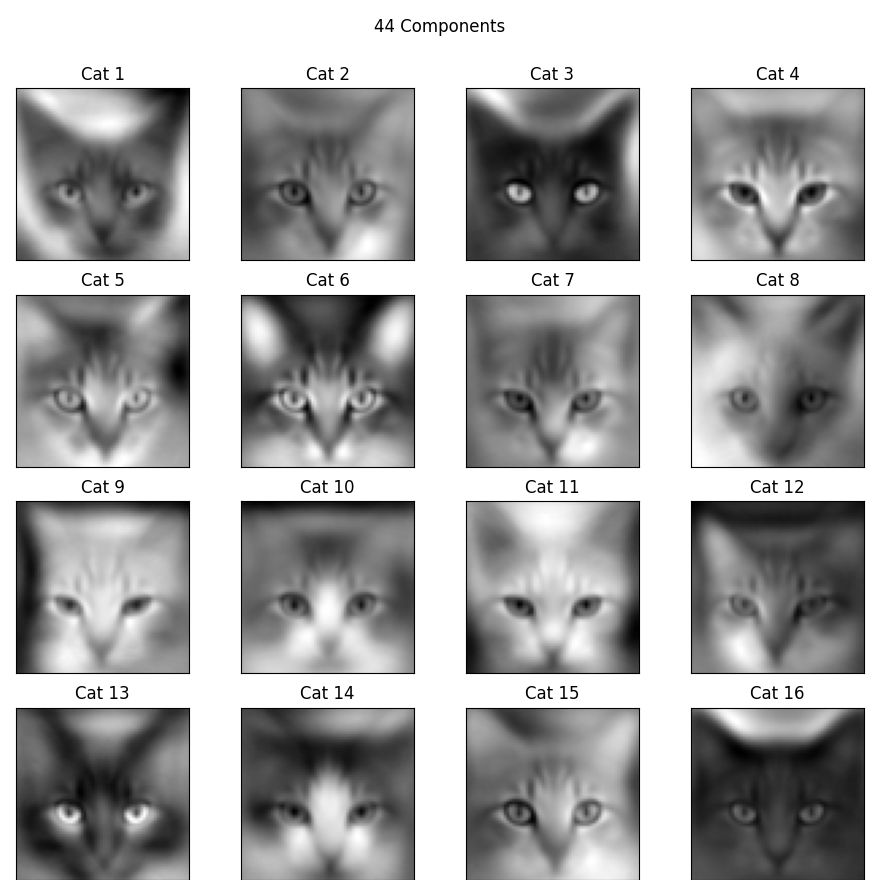 44 Components
Cat 1 Cat 2 Cat 3 Cat 4
Cat 5 Cat 6 Cat 7 Cat 8
Cat 9 Cat 10 Cat 11 Cat 12
Cat 13 Cat 14 Cat 15 Cat 16